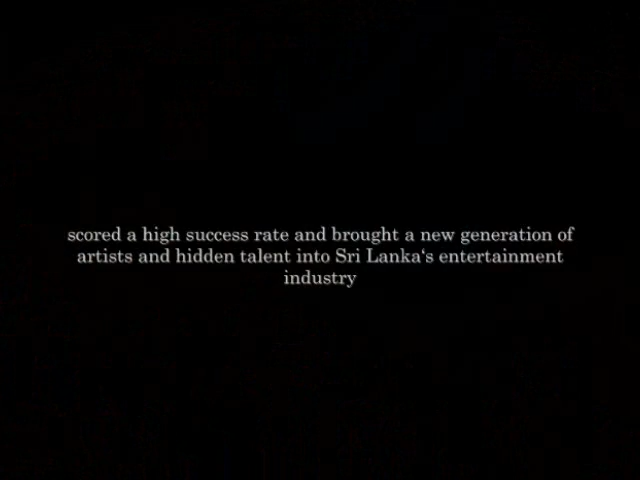 scored a high success rate and brought a new generation of
artists and hidden talent into Sri Lanka‘s entertainment
industry